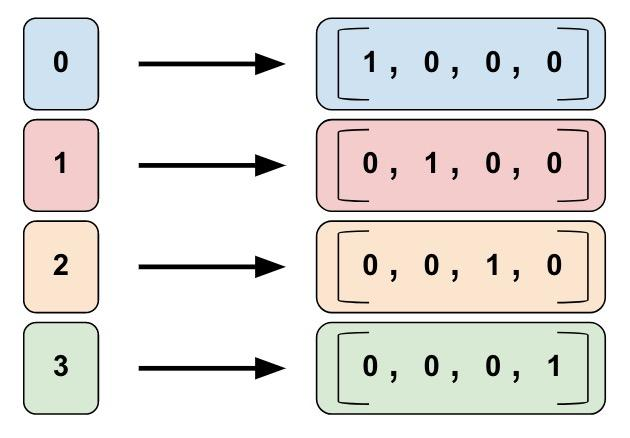 0 [1, 0, 0, 0]
1 [0, 1, 0, 0]
2 [0, 0, 1, 0]
3 [0, 0, 0, 1]